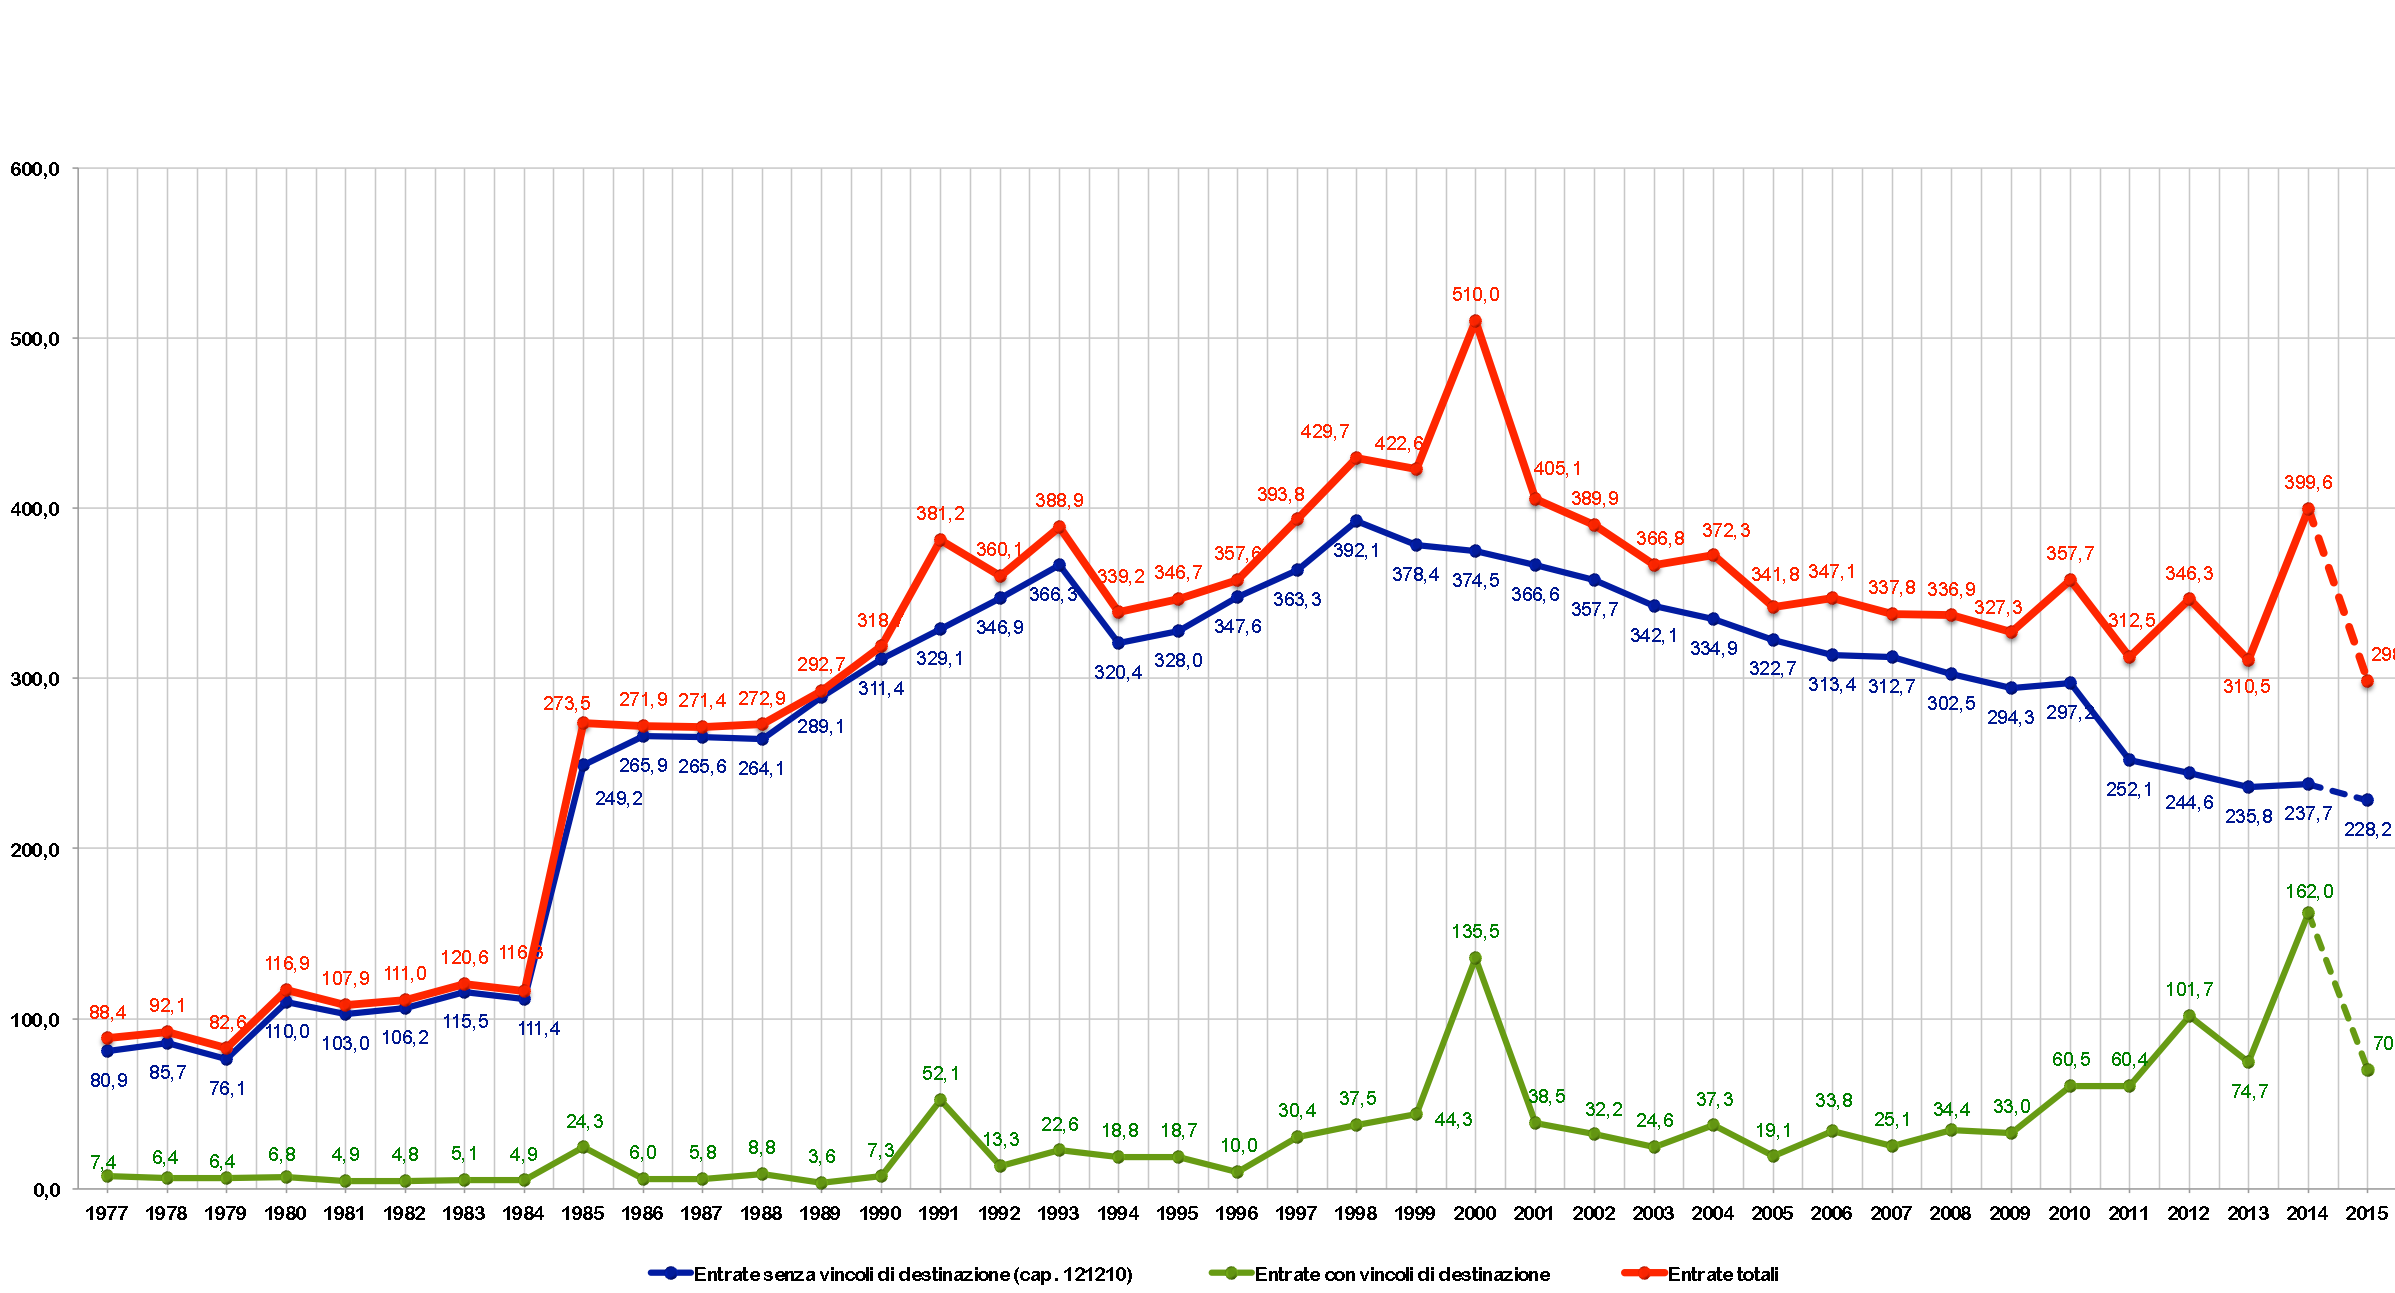 600,0
500,0
400,0
300,0
200,0
100,0
0,0
88,4 92,1 82,6 116,9 107,9 111,0 120,6 273,5 271,9 271,4 272,9 292,7 381,2 360,1 388,9 339,2 346,7 357,6 393,8 429,7 422,6 510,0 405,1 389,9 366,8 372,3 341,8 347,1 337,8 336,9 327,3 357,7 312,5 346,3 310,5 399,6
80,9 85,7 76,1 110,0 103,0 106,2 115,5 111,4 249,2 265,9 265,6 264,1 289,1 311,4 329,1 346,9 366,3 320,4 328,0 347,6 363,3 392,1 378,4 374,5 366,6 357,7 342,1 334,9 322,7 313,4 312,7 302,5 294,3 297,2 252,1 244,6 235,8 237,7 228,2
7,4 6,4 6,4 6,8 4,9 4,8 5,1 4,9 24,3 6,0 5,8 8,8 3,6 7,3 52,1 13,3 22,6 18,8 18,7 10,0 30,4 37,5 44,3 135,5 38,5 32,2 24,6 37,3 19,1 33,8 25,1 34,4 33,0 60,5 60,4 101,7 74,7 162,0 70
1977 1978 1979 1980 1981 1982 1983 1984 1985 1986 1987 1988 1989 1990 1991 1992 1993 1994 1995 1996 1997 1998 1999 2000 2001 2002 2003 2004 2005 2006 2007 2008 2009 2010 2011 2012 2013 2014 2015
Entrate senza vincoli di destinazione (cap. 121210) Entrate con vincoli di destinazione Entrate totali